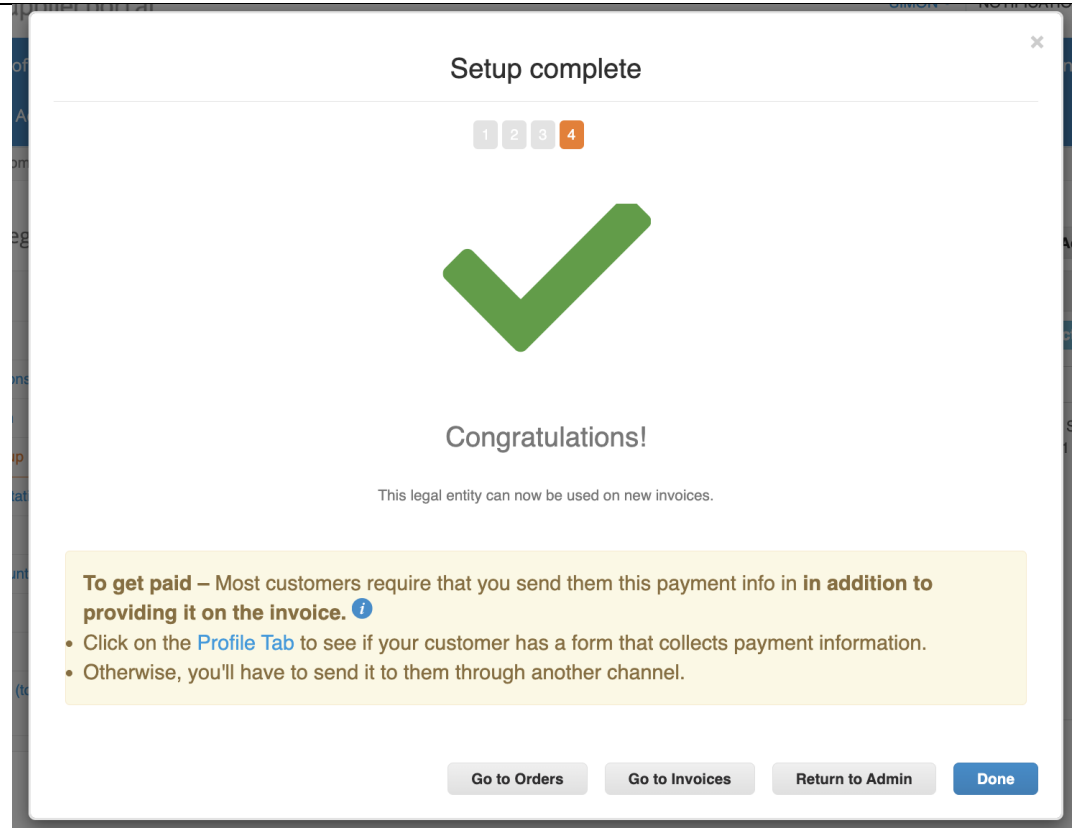 SIMON
×
Setup complete
1 2 3 4
Congratulations!
This legal entity can now be used on new invoices.
To get paid – Most customers require that you send them this payment info in in addition to
providing it on the invoice. i
• Click on the Profile Tab to see if your customer has a form that collects payment information.
• Otherwise, you'll have to send it to them through another channel.
Go to Orders Go to Invoices Return to Admin Done